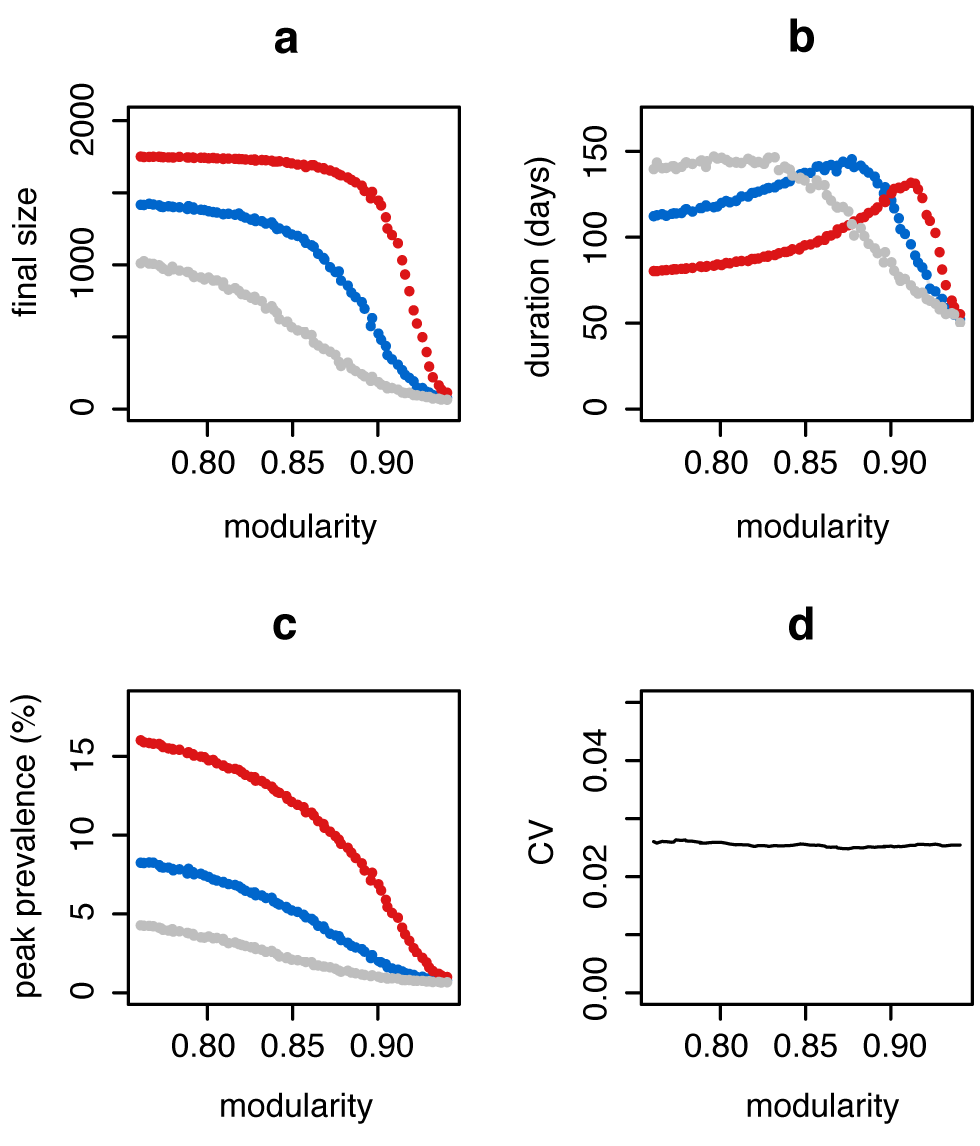 a
final size
2000
1000
0
0.80 0.85 0.90
modularity
b
duration (days)
150
100
50
0
0.80 0.85 0.90
modularity
c
peak prevalence (%)
15
10
5
0
0.80 0.85 0.90
modularity
d
CV
0.04
0.02
0.00
0.80 0.85 0.90
modularity